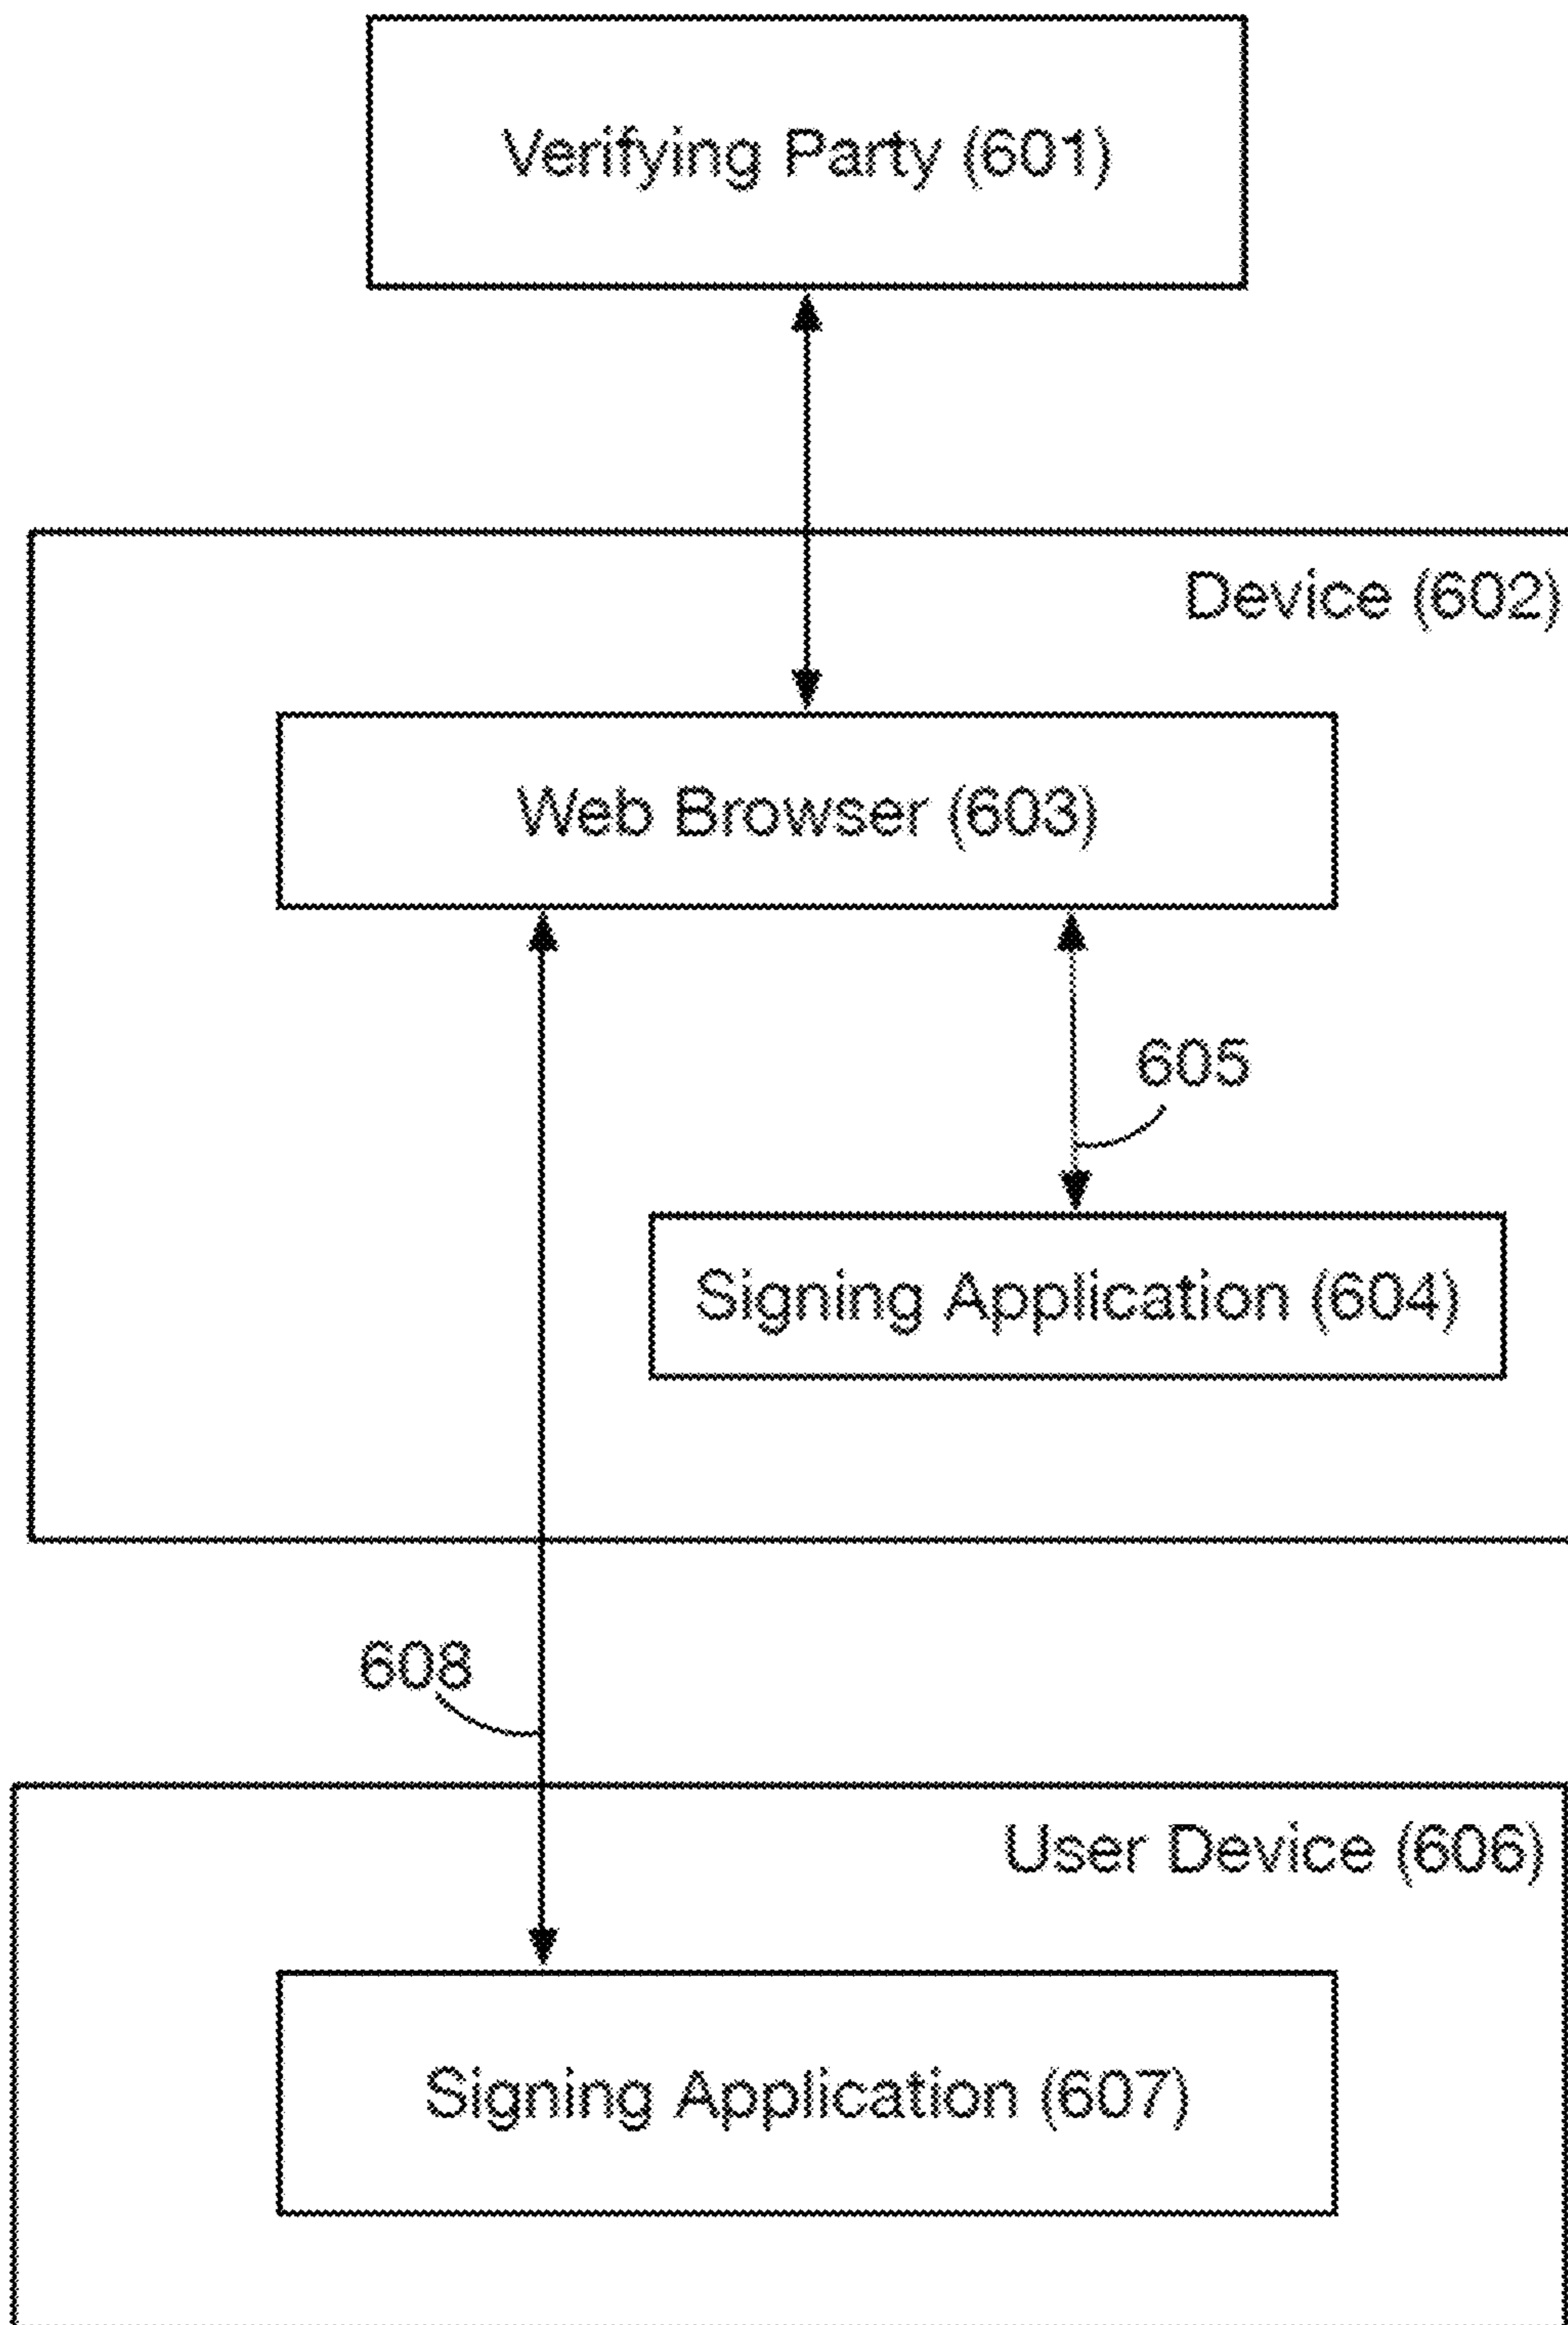 Verifying Party (601)
Device (602)
Web Browser (603)
605
Signing Application (604)
608
User Device (606)
Signing Application (607)